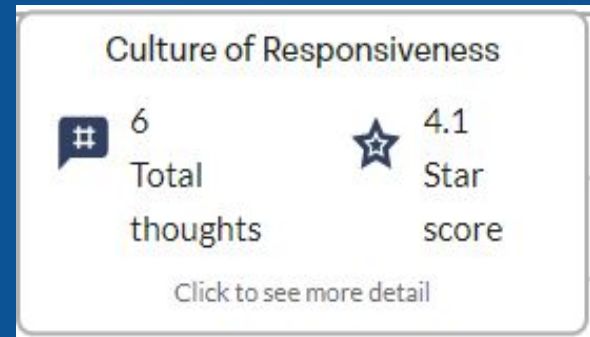 Culture of Responsiveness
6
Total
thoughts
4.1
Star
score
Click to see more detail